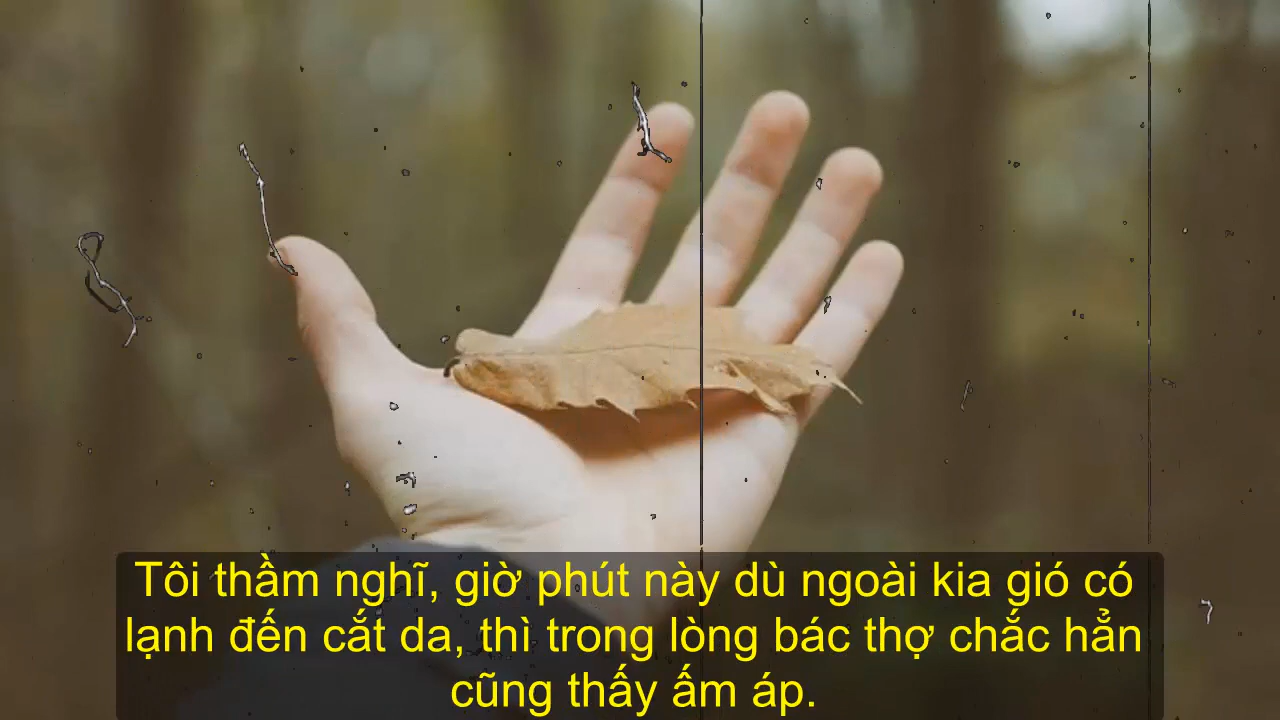 Tôi thầm nghĩ, giờ phút này dù ngoài kia gió có
lạnh đến cắt da, thì trong lòng bác thợ chắc hẳn
cũng thấy ấm áp.